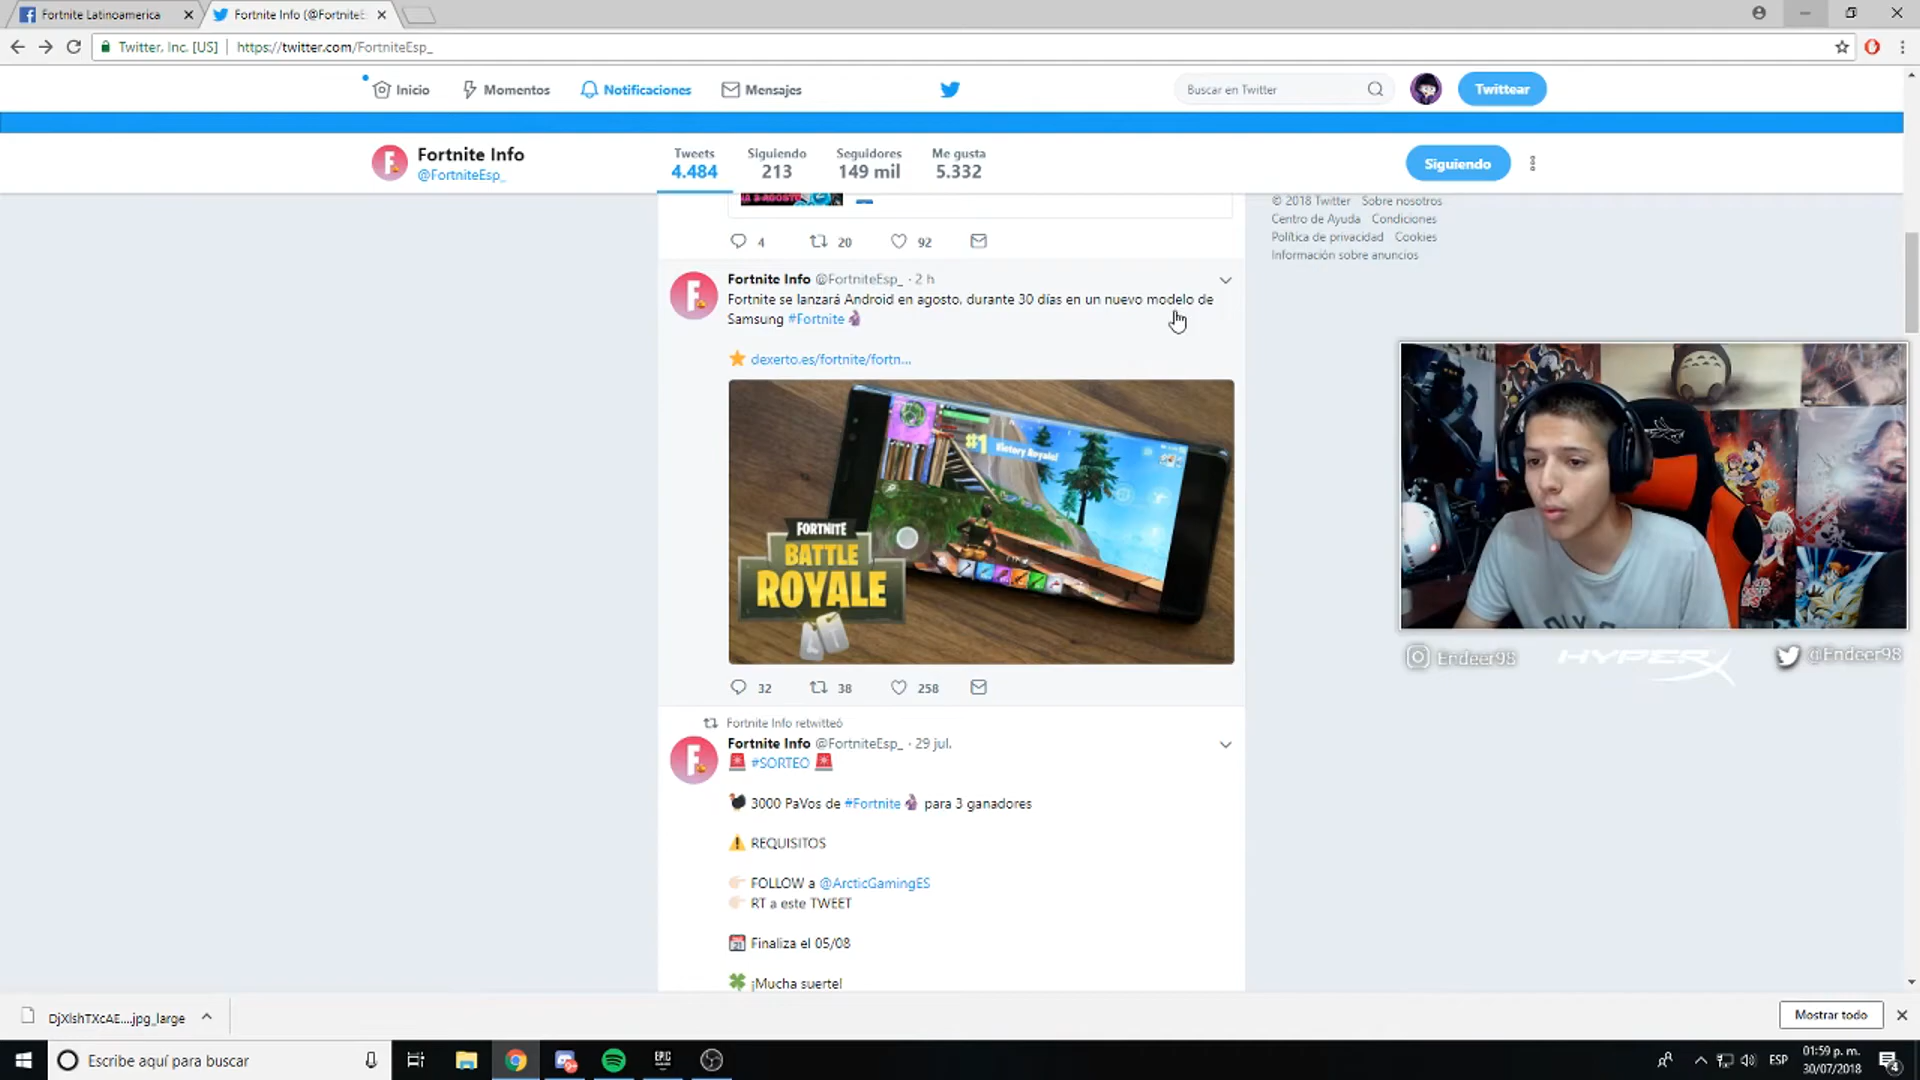 Fortnite Latinoamerica
Fortnite Info (@FortniteE
Twitter, Inc. [US]
https://twitter.com/FortniteEsp_
Inicio
Momentos
Notificaciones
Mensajes
Buscar en Twitter
Twittear
Fortnite Info
@FortniteEsp_
Tweets
4.484
Siguiendo
213
Seguidores
149 mil
Me gusta
5.332
Siguiendo
© 2018 Twitter Sobre nosotros
Centro de Ayuda Condiciones
Política de privacidad Cookies
Información sobre anuncios
4 20 92
Fortnite Info @FortniteEsp_ · 2 h
Fortnite se lanzará Android en agosto, durante 30 días en un nuevo modelo de
Samsung #Fortnite
dexerto.es/fortnite/fortn...
#1 Victory Royale!
FORTNITE
BATTLE
ROYALE
32 38 258
Fortnite Info retwitteó
Fortnite Info @FortniteEsp_ · 29 jul.
#SORTEO
3000 PaVos de #Fortnite para 3 ganadores
REQUISITOS
FOLLOW a @ArcticGamingES
RT a este TWEET
Finaliza el 05/08
¡Mucha suerte!
Endeer98
HYPERX
@Endeer98
DjXlshTXcAE....jpg_large
Mostrar todo
Escribe aquí para buscar
EPIC
ESP
01:59 p. m.
30/07/2018
4